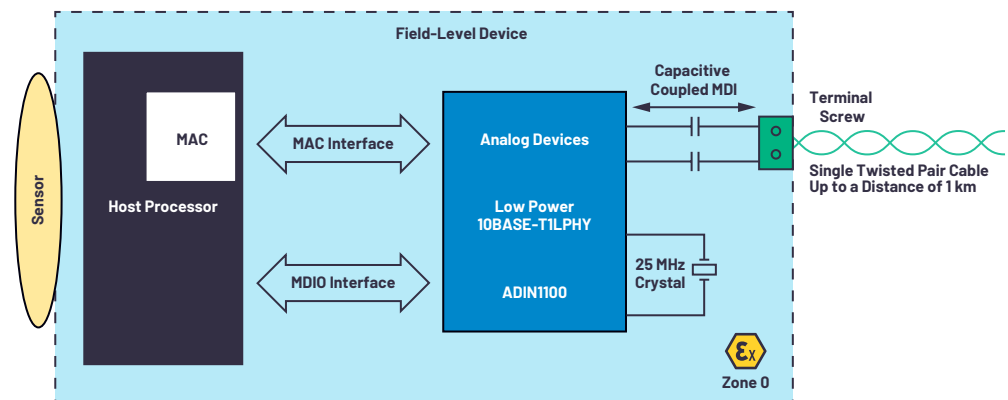 Field-Level Device
Sensor
MAC
Host Processor
MAC Interface
MDIO Interface
Analog Devices
Low Power
10BASE-T1LPHY
ADIN1100
Capacitive
Coupled MDI
25 MHz
Crystal
Terminal
Screw
Single Twisted Pair Cable
Up to a Distance of 1 km
εx
Zone 0